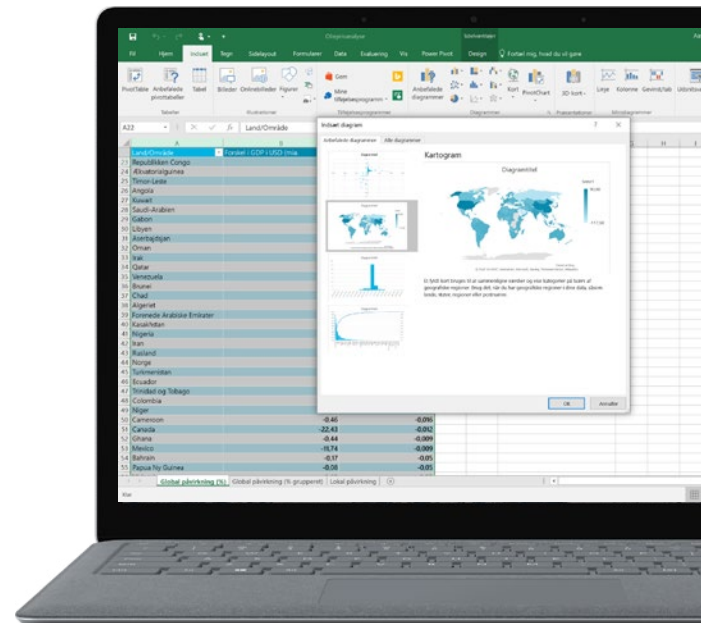 Olieprisanalyse
Fil Hjem Indsæt Tegn Sidelayout Formularer Data Evaluering Vis Power Pivot Design Fortæl mig, hvad du vil gøre
PivotTable Anbefalede pivottabeller Tabel Billeder Onlinebilleder Figurer Gem Mine tilføjelsesprogrammer Anbefalede diagrammer Kort PivotChart 3D-kort Linje Kolonne Gevind/tab
Tabeller Illustrationer Tilføjelsesprogrammer Diagrammer Præsentationer Minidiagrammer
A22 fx Land/Område
Land/Område Forskel i GDP i USD (mia.
23 Republikken Congo
24 Ækvatorialguinea
25 Timor-Leste
26 Angola
27 Kuwait
28 Saudi-Arabien
29 Gabon
30 Libyen
31 Aserbajdsjan
32 Oman
33 Irak
34 Qatar
35 Venezuela
36 Brunei
37 Chad
38 Algeriet
39 Forenede Arabiske Emirater
40 Kasakhstan
41 Nigeria
42 Iran
43 Rusland
44 Norge
45 Turkmenistan
46 Ecuador
47 Trinidad og Tobago
48 Colombia
49 Niger
50 Cameroon -0,46 -0,016
51 Canada -22,43 -0,012
52 Ghana -0,44 -0,009
53 Mexico -11,74 -0,009
54 Bahrain -0,17 -0,05
55 Papua Ny Guinea -0,08 -0,05
Indsæt diagram ? ×
Anbefalede diagrammer Alle diagrammer
Kartogram
Diagramtitel
Et fyldt kort bruges til at sammenligne værdier og vise kategorier på tværs af
geografiske regioner. Brug det, når du har geografiske regioner i dine data, såsom
lande, stater, regioner eller postnumre.
OK Annuller
Global påvirkning (%) Global påvirkning (% grupperet) Lokal påvirkning
Klar